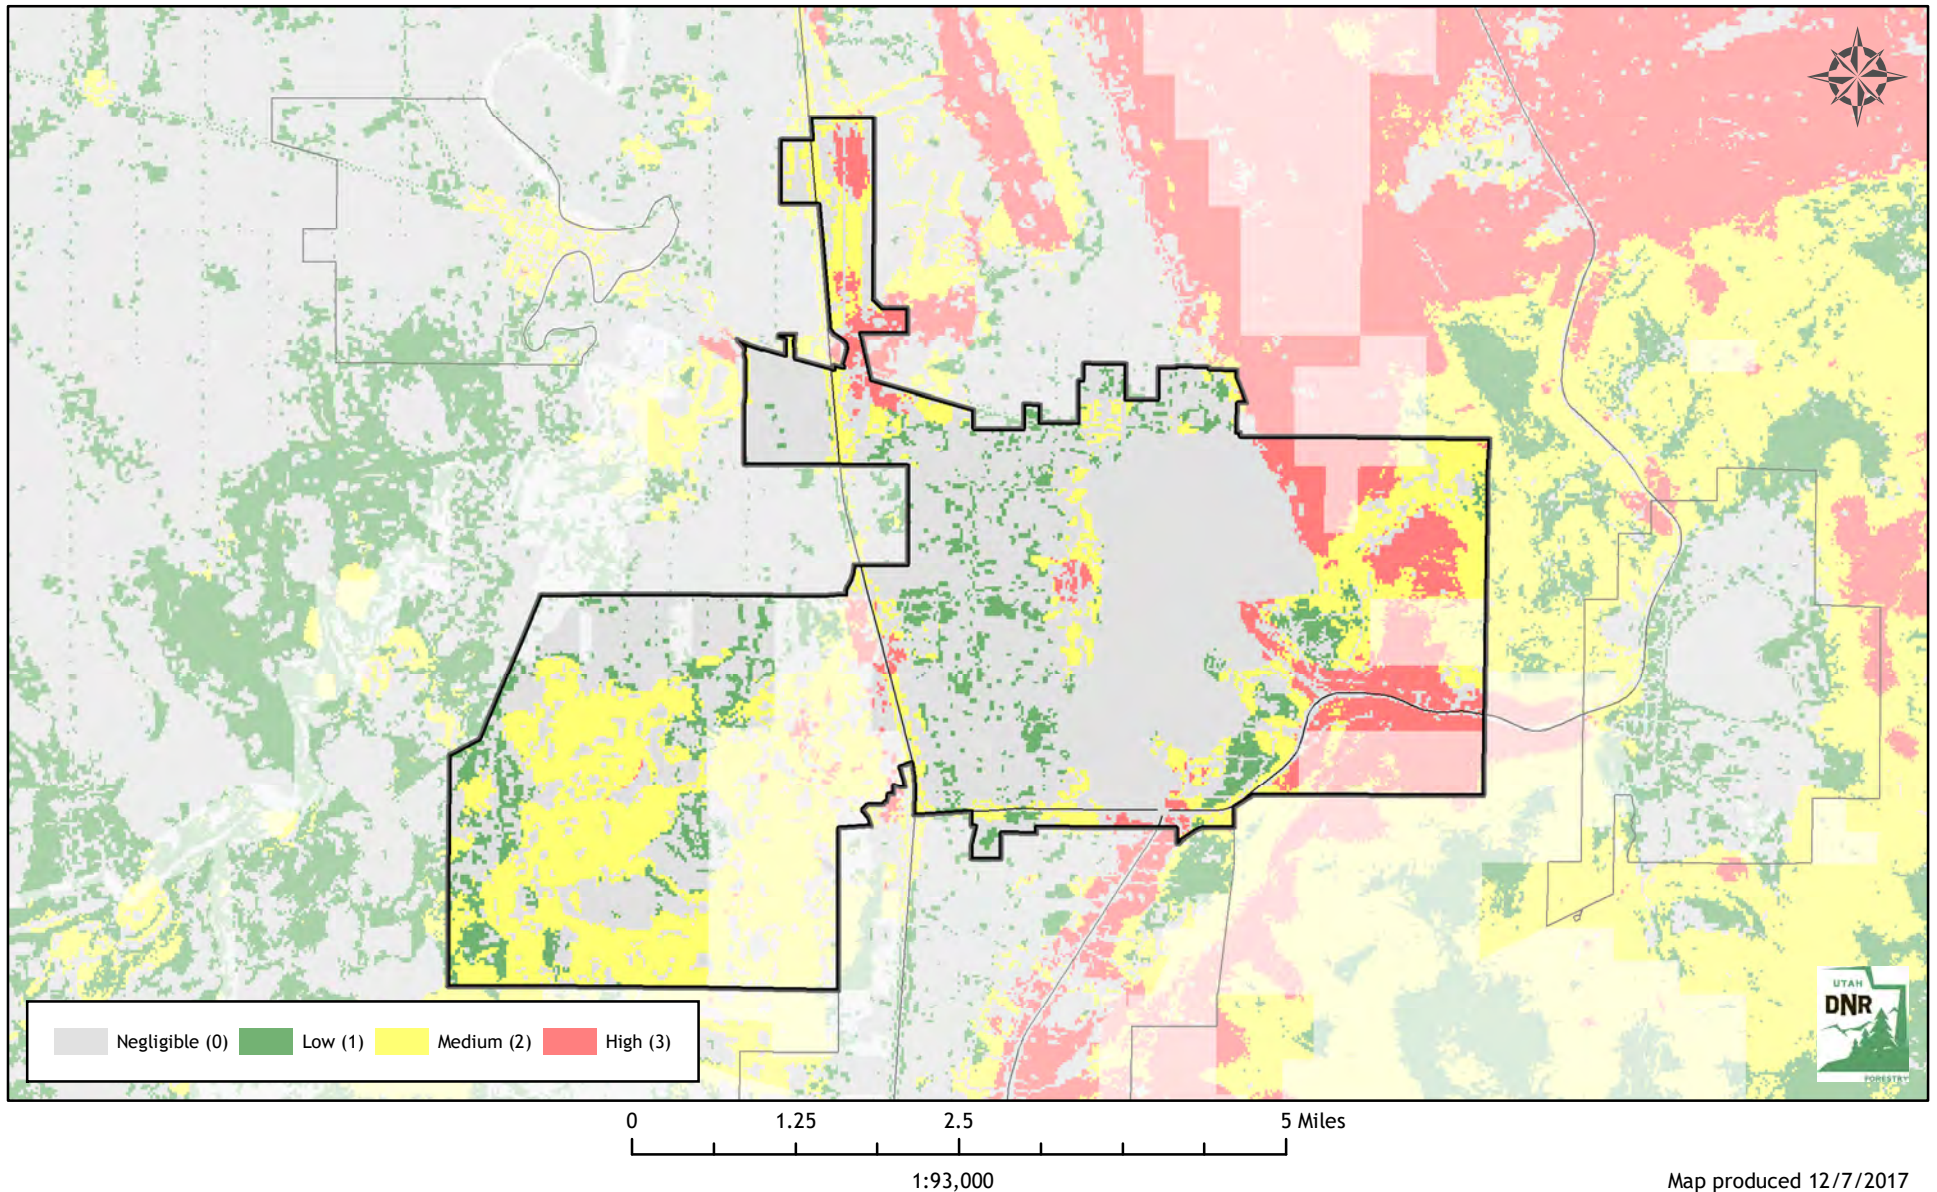 UTAH
DNR
FORESTRY
Negligible (0) Low (1) Medium (2) High (3)
0 1.25 2.5 5 Miles
1:93,000
Map produced 12/7/2017